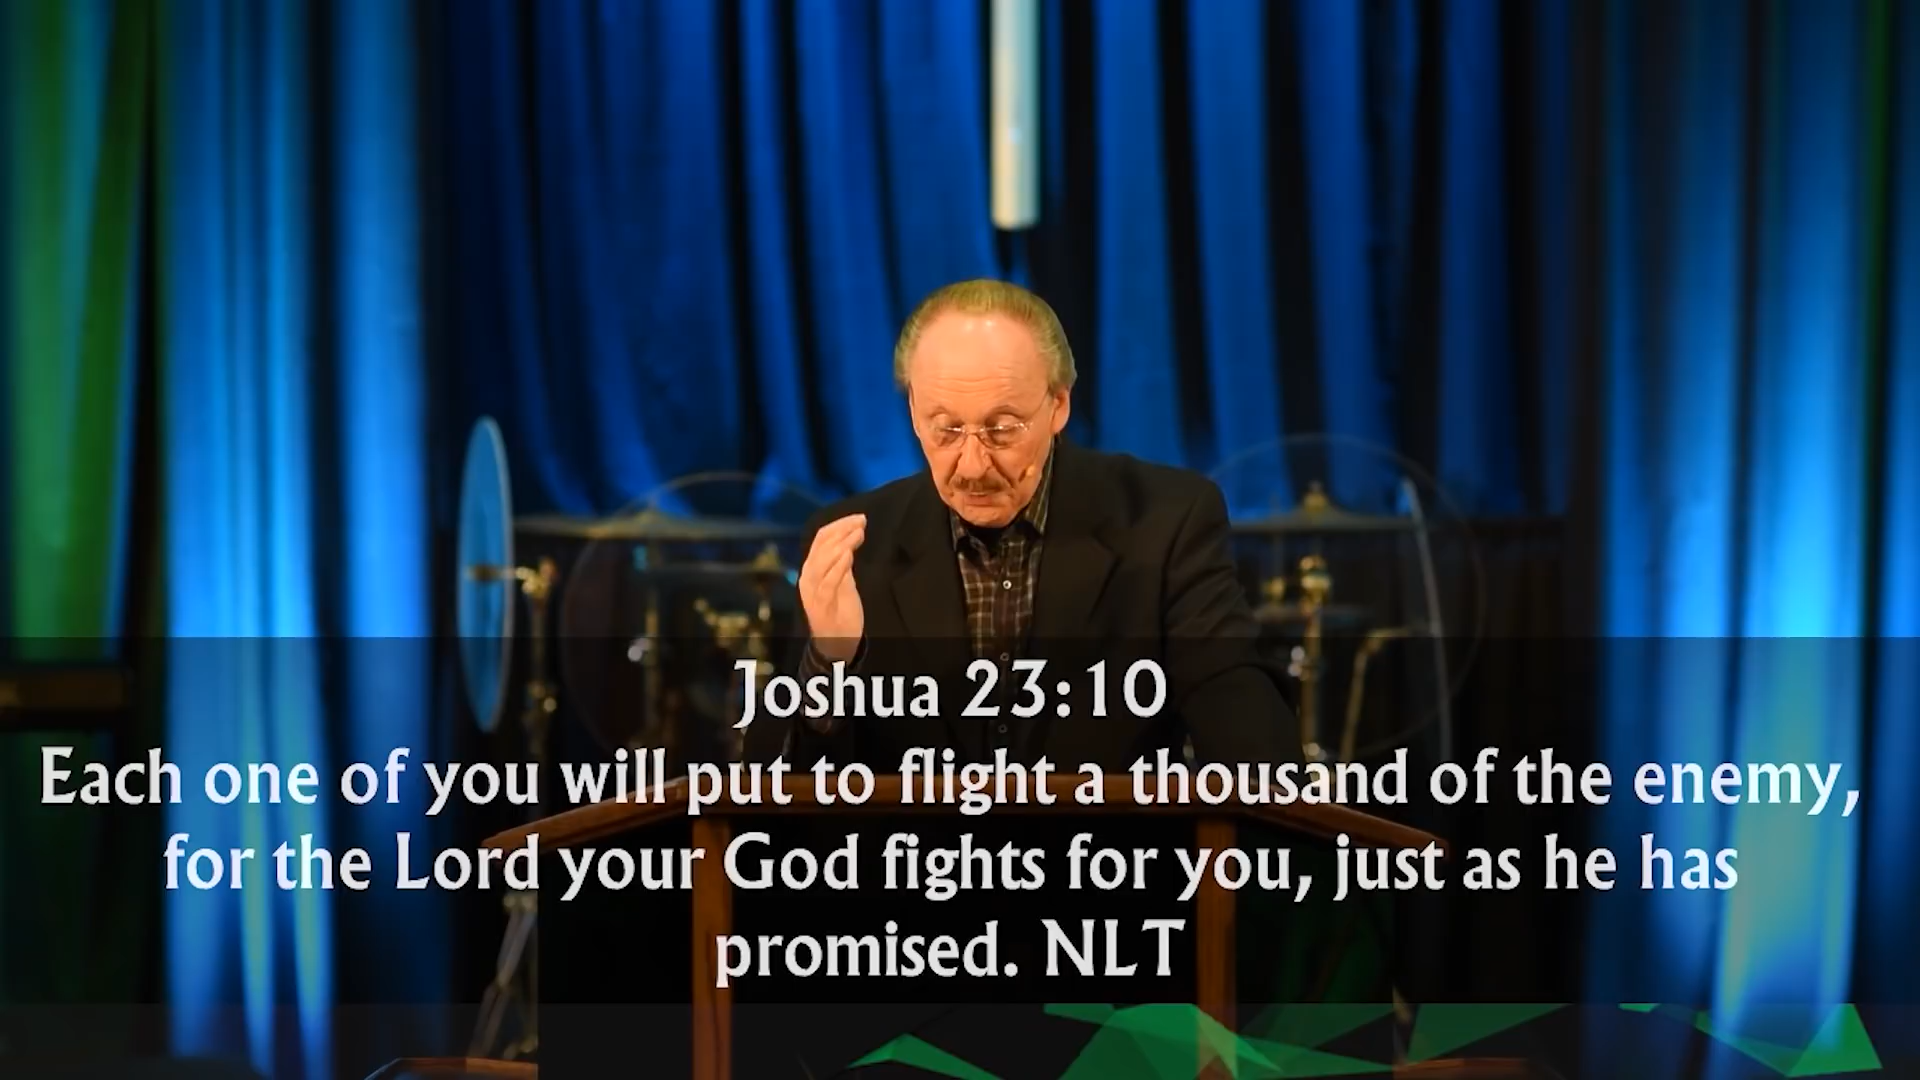 Joshua 23:10
Each one of you will put to flight a thousand of the enemy,
for the Lord your God fights for you, just as he has
promised. NLT